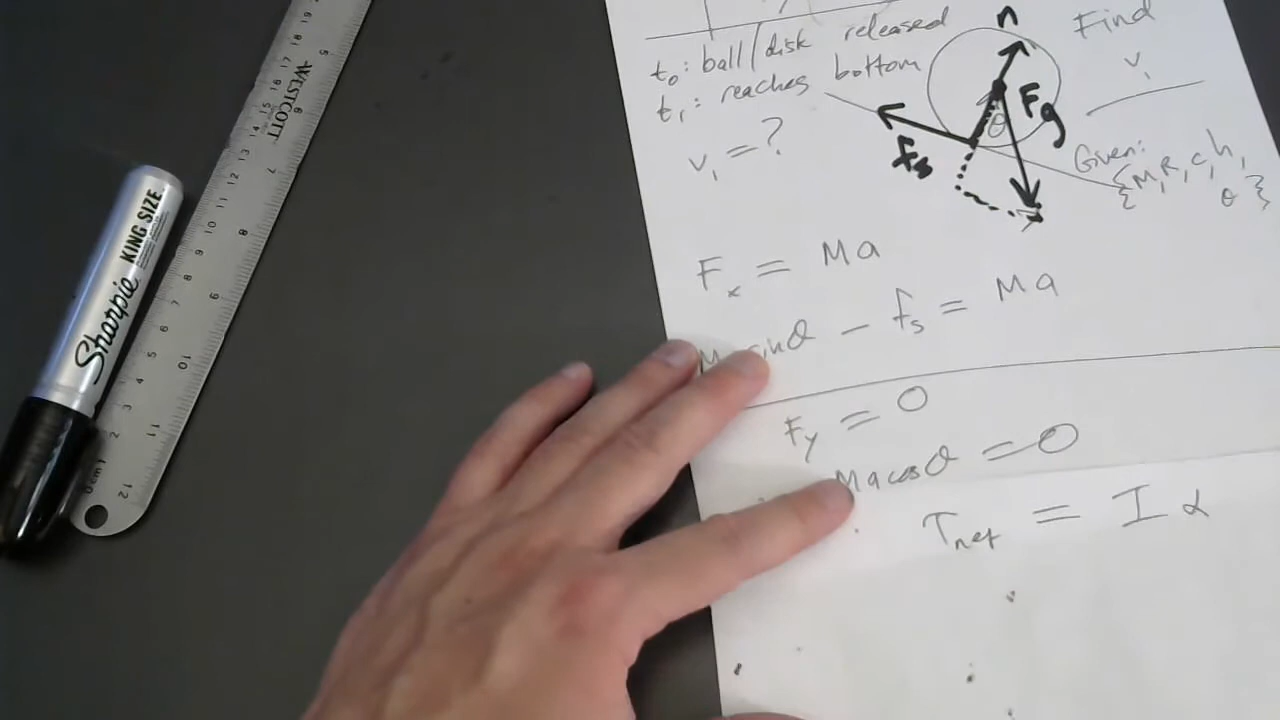 t₀: ball/disk released
t₁: reaches bottom
v₁ = ?
n
Fg
θ
fs
Find
v₁
Given:
{M, R, c, h,
θ}
Fₓ = Ma
sinθ - fs = Ma
Fy = 0
Macosθ = 0
τnet = Iα
Sharpie KING SIZE
WESTCOTT